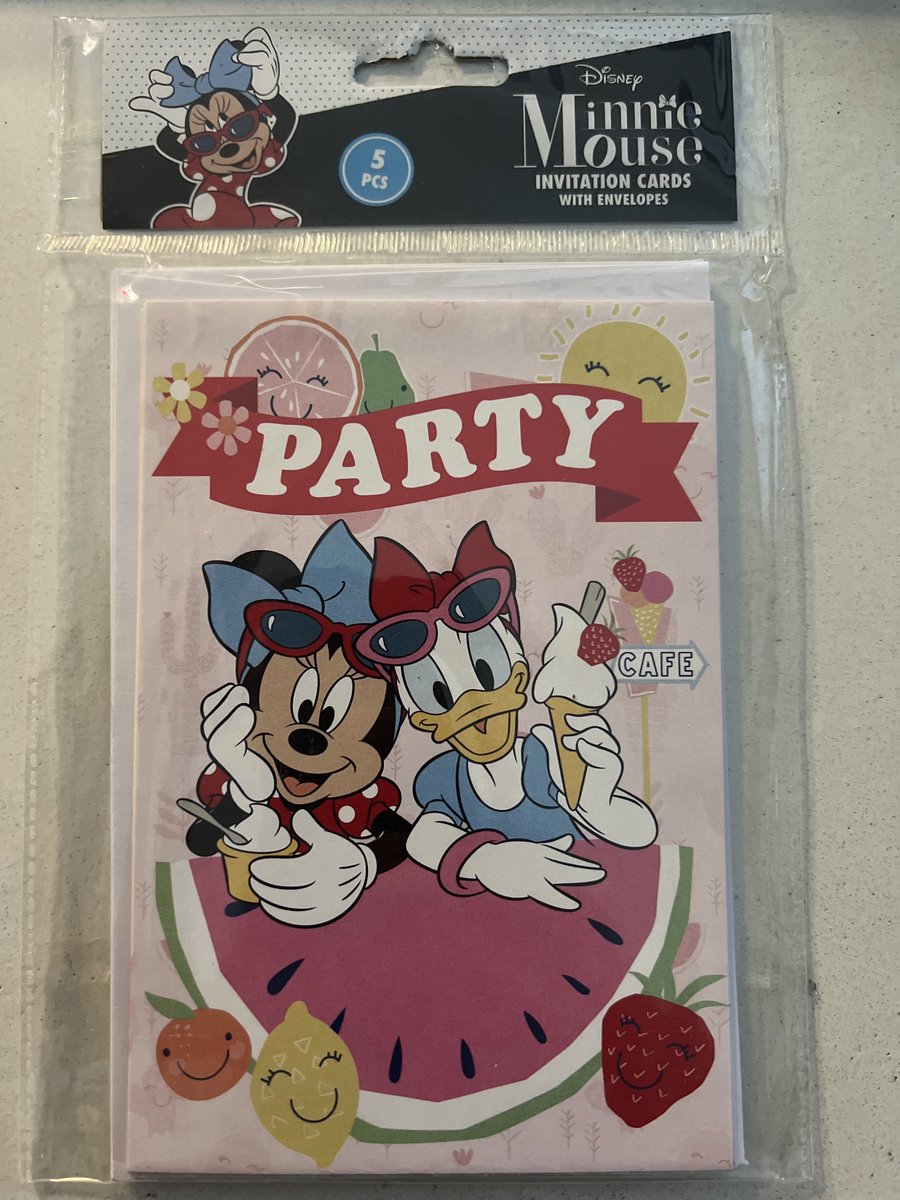 Disney
Minnie
Mouse
INVITATION CARDS
WITH ENVELOPES
5
PCS
PARTY
CAFE